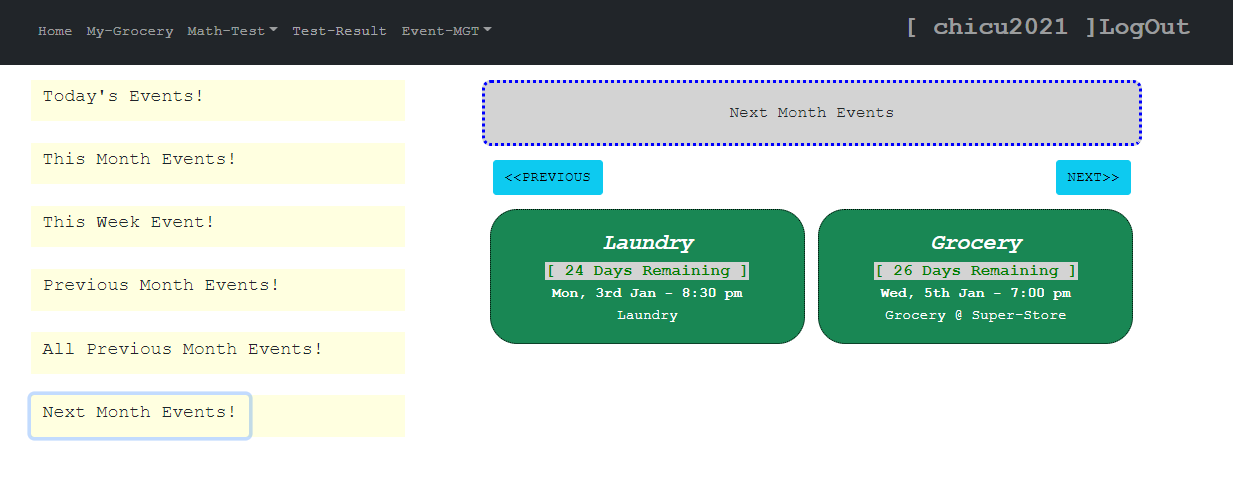 Home My-Grocery Math-Test Test-Result Event-MGT
[ chicu2021 ]LogOut
Today's Events!
This Month Events!
This Week Event!
Previous Month Events!
All Previous Month Events!
Next Month Events!
Next Month Events
<<PREVIOUS
NEXT>>
Laundry
[ 24 Days Remaining ]
Mon, 3rd Jan - 8:30 pm
Laundry
Grocery
[ 26 Days Remaining ]
Wed, 5th Jan - 7:00 pm
Grocery @ Super-Store